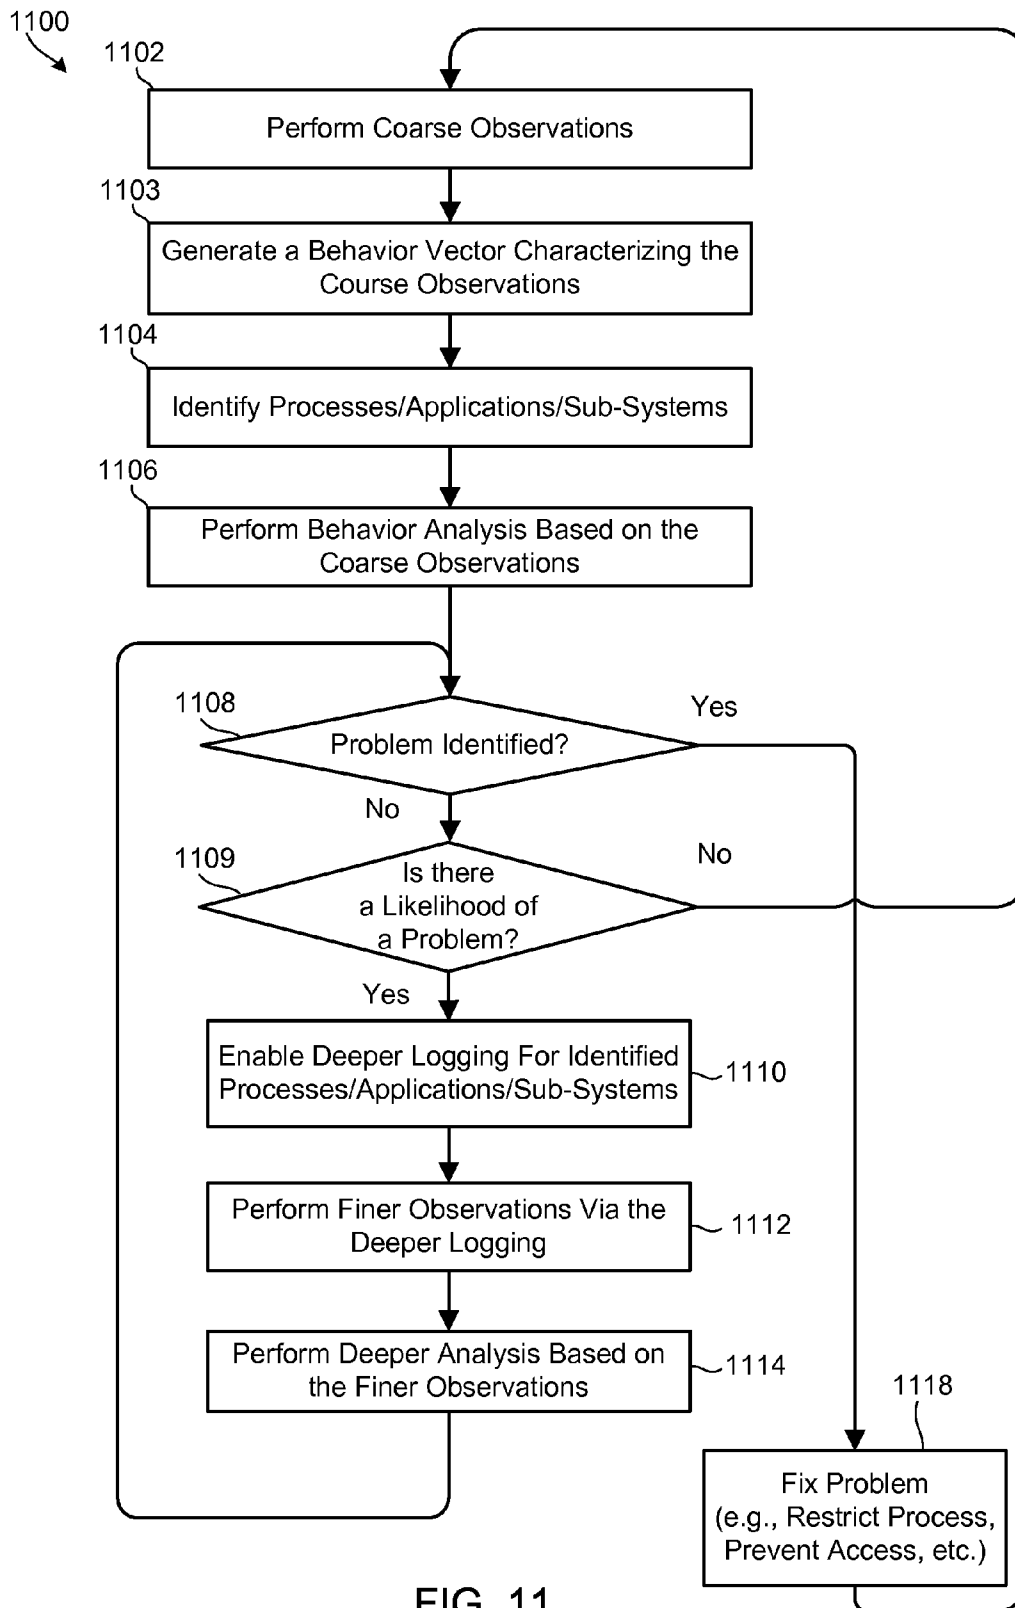 1100
1102
Perform Coarse Observations
1103
Generate a Behavior Vector Characterizing the
Course Observations
1104
Identify Processes/Applications/Sub-Systems
1106
Perform Behavior Analysis Based on the
Coarse Observations
1108
Problem Identified?
Yes
No
1109
Is there
a Likelihood of
a Problem?
No
Yes
Enable Deeper Logging For Identified
Processes/Applications/Sub-Systems
1110
Perform Finer Observations Via the
Deeper Logging
1112
Perform Deeper Analysis Based on
the Finer Observations
1114
1118
Fix Problem
(e.g., Restrict Process,
Prevent Access, etc.)
FIG. 11